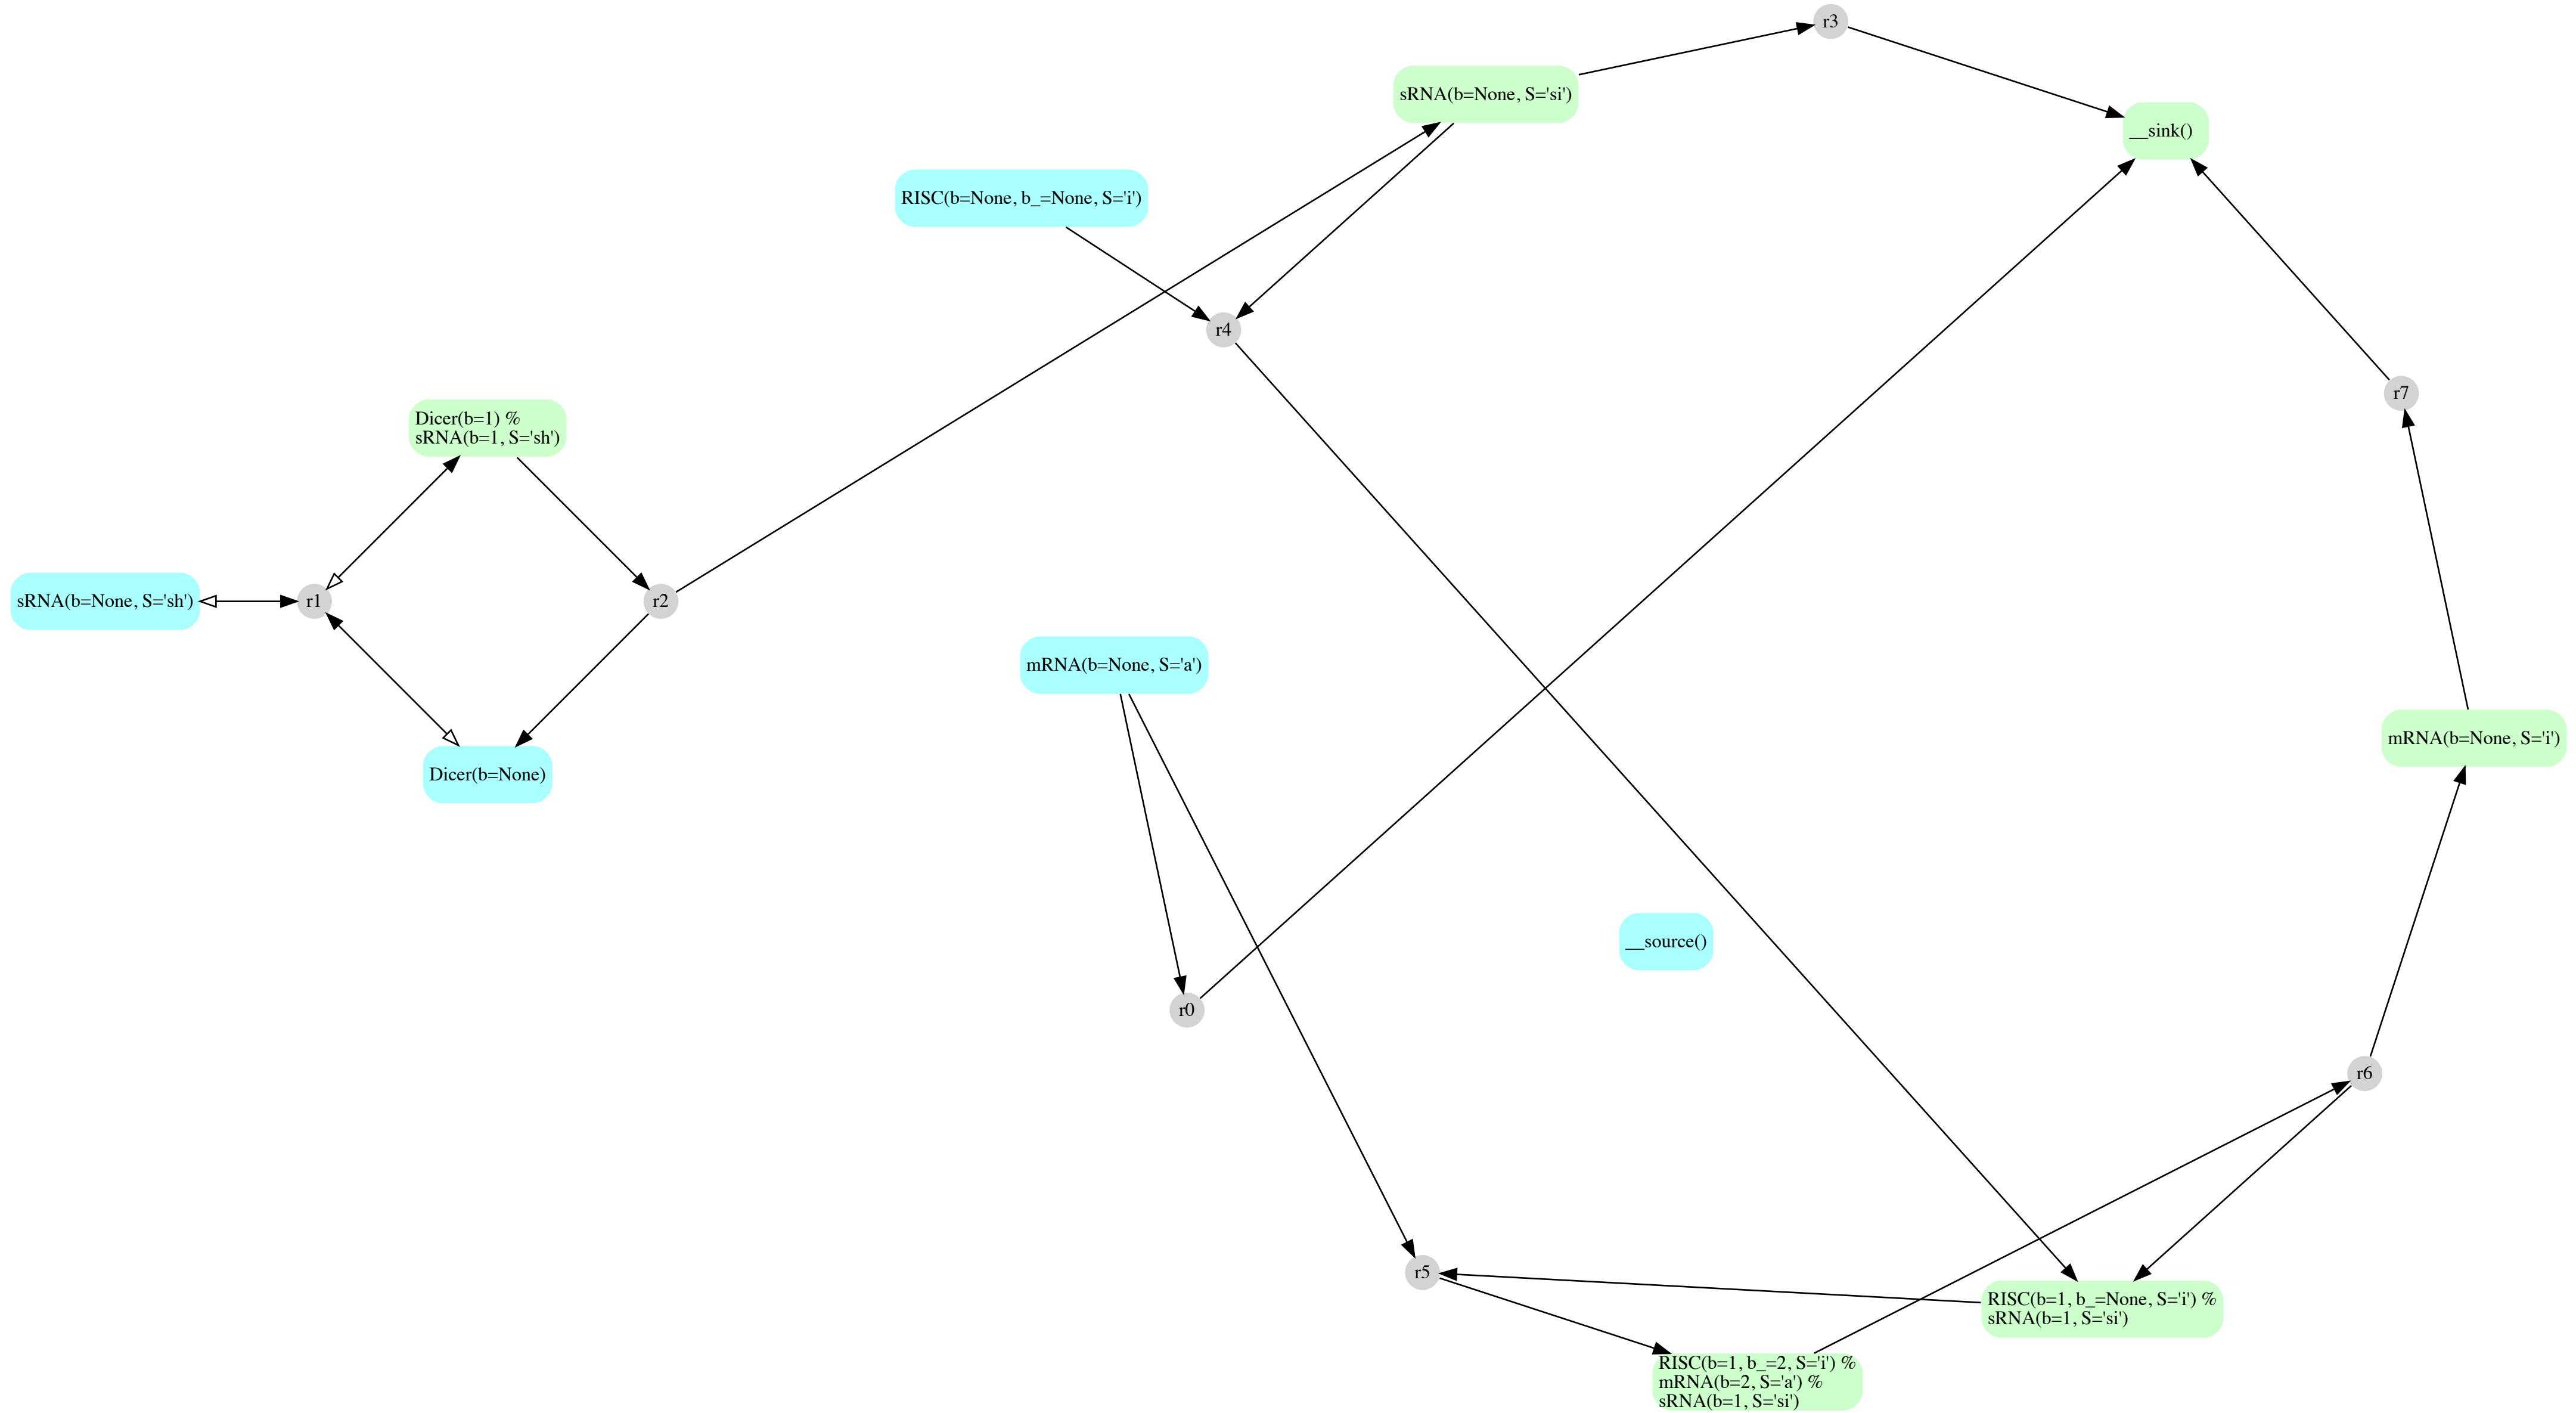 r3
sRNA(b=None, S='si')
__sink()
RISC(b=None, b_=None, S='i')
r4
r7
Dicer(b=1) %
sRNA(b=1, S='sh')
sRNA(b=None, S='sh')
r1
r2
mRNA(b=None, S='a')
mRNA(b=None, S='i')
Dicer(b=None)
__source()
r0
r6
r5
RISC(b=1, b_=None, S='i') %
sRNA(b=1, S='si')
RISC(b=1, b_=2, S='i') %
mRNA(b=2, S='a') %
sRNA(b=1, S='si')